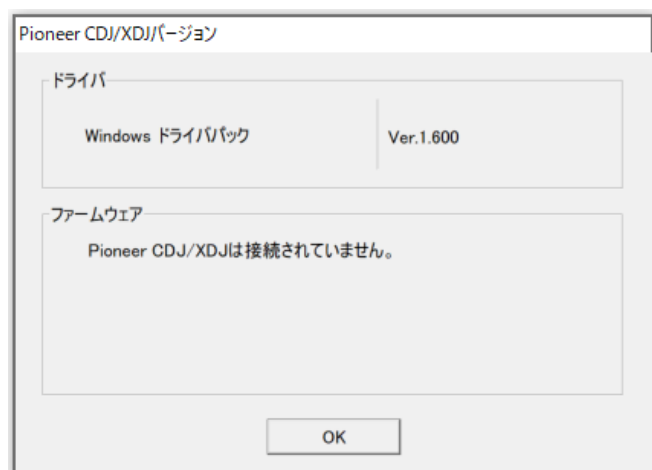 Pioneer CDJ/XDJバージョン
ドライバ
Windows ドライバパック
Ver.1.600
ファームウェア
Pioneer CDJ/XDJは接続されていません。
OK